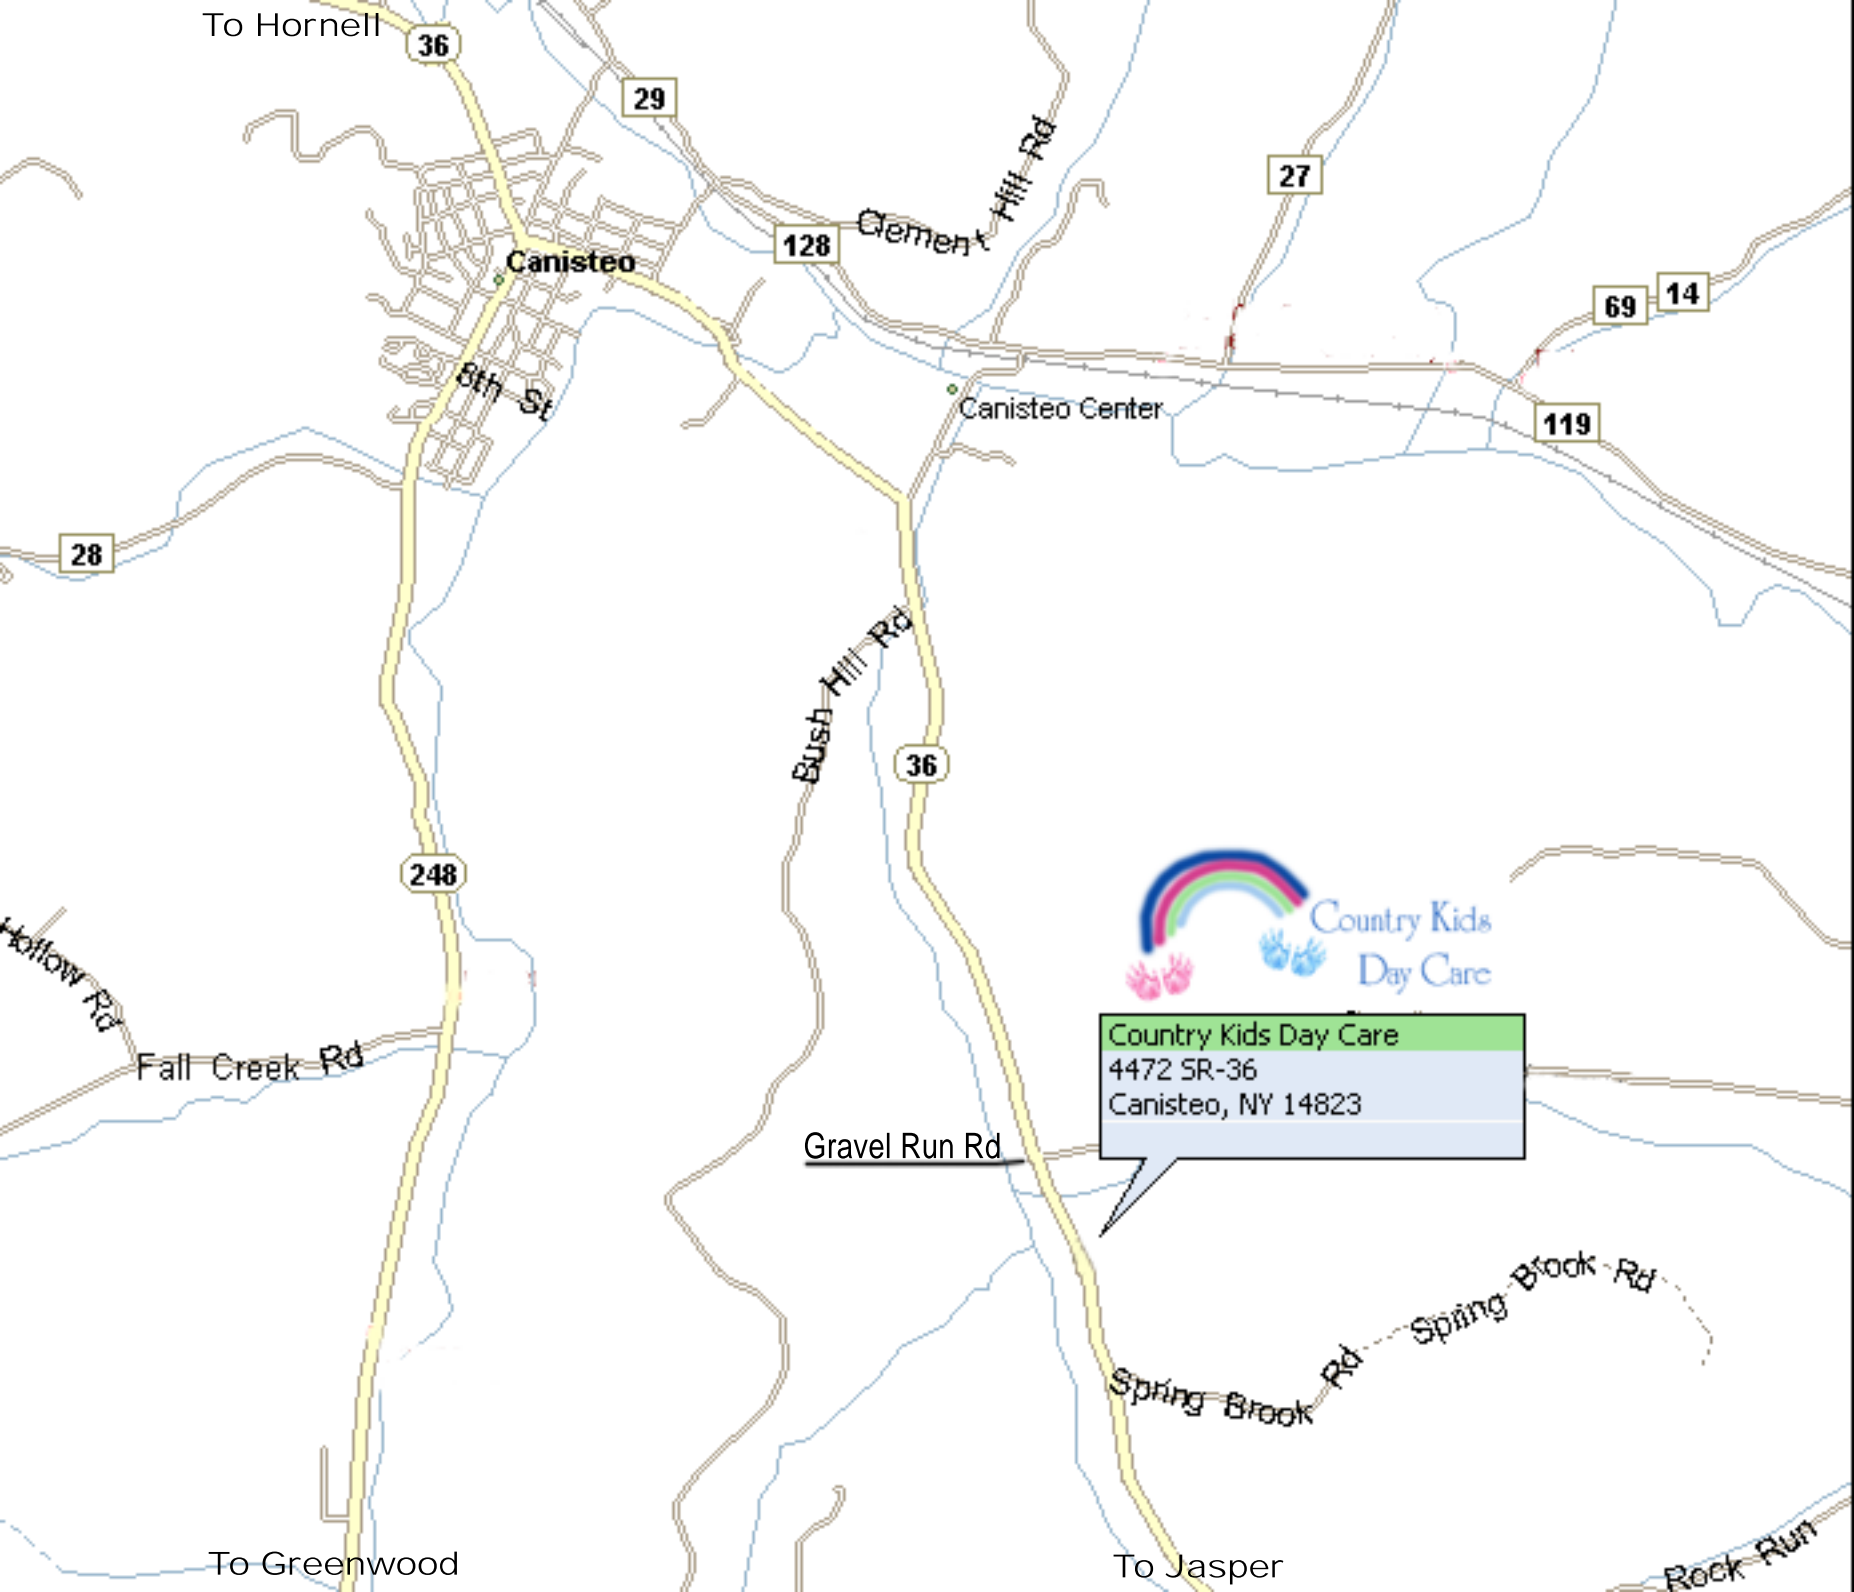 To Hornell
36
29
Clement Hill Rd
27
128
Canisteo
69
14
8th St
Canisteo Center
119
28
Bush Hill Rd
36
248
Country Kids
Day Care
Hollow Rd
Country Kids Day Care
4472 SR-36
Canisteo, NY 14823
Fall Creek Rd
Gravel Run Rd
Spring Brook Rd
Spring Brook Rd
To Greenwood
To Jasper
Rock Run